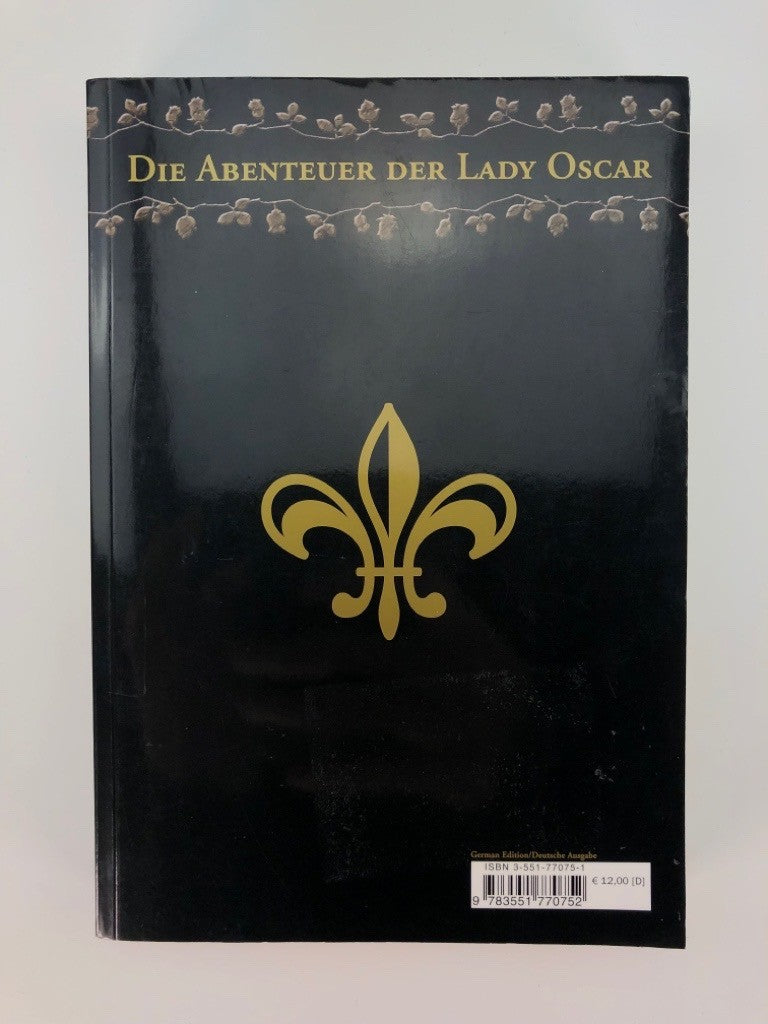 DIE ABENTEUER DER LADY OSCAR
German Edition/Deutsche Ausgabe
ISBN 3-551-77075-1
€ 12,00 [D]
9 783551 770752